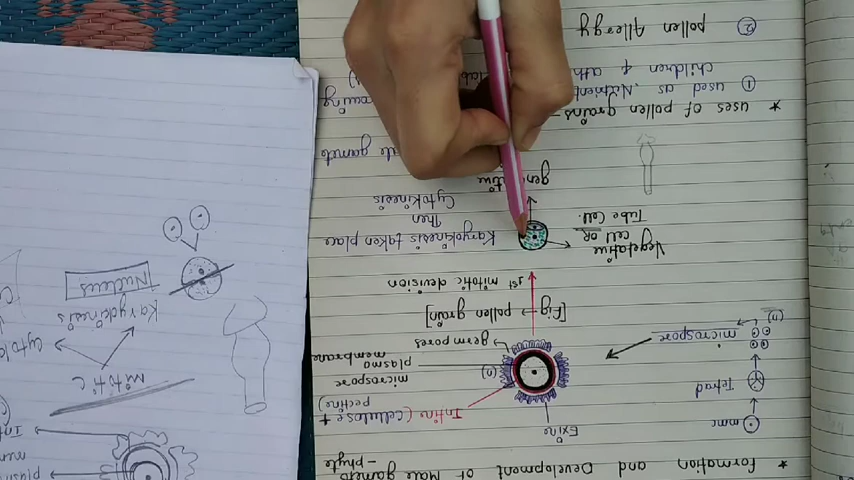 * Formation and Development of Male gameto
-phyte
mmc
Exine
Intine (cellulose +
pectine)
Tetrad
(n)
microspore
plasma
membrane
germ pores
microspore
(n)
[Fig → pollen grain]
1st mitotic devision
Vegetative
cell OR
Tube cell.
Karyokinesis taken place
Then
Cytokinesis
* uses of pollen grains
① used as Nutrient
children & ath
② pollen Allergy
mitotic
Karyokinesis
Nucleus